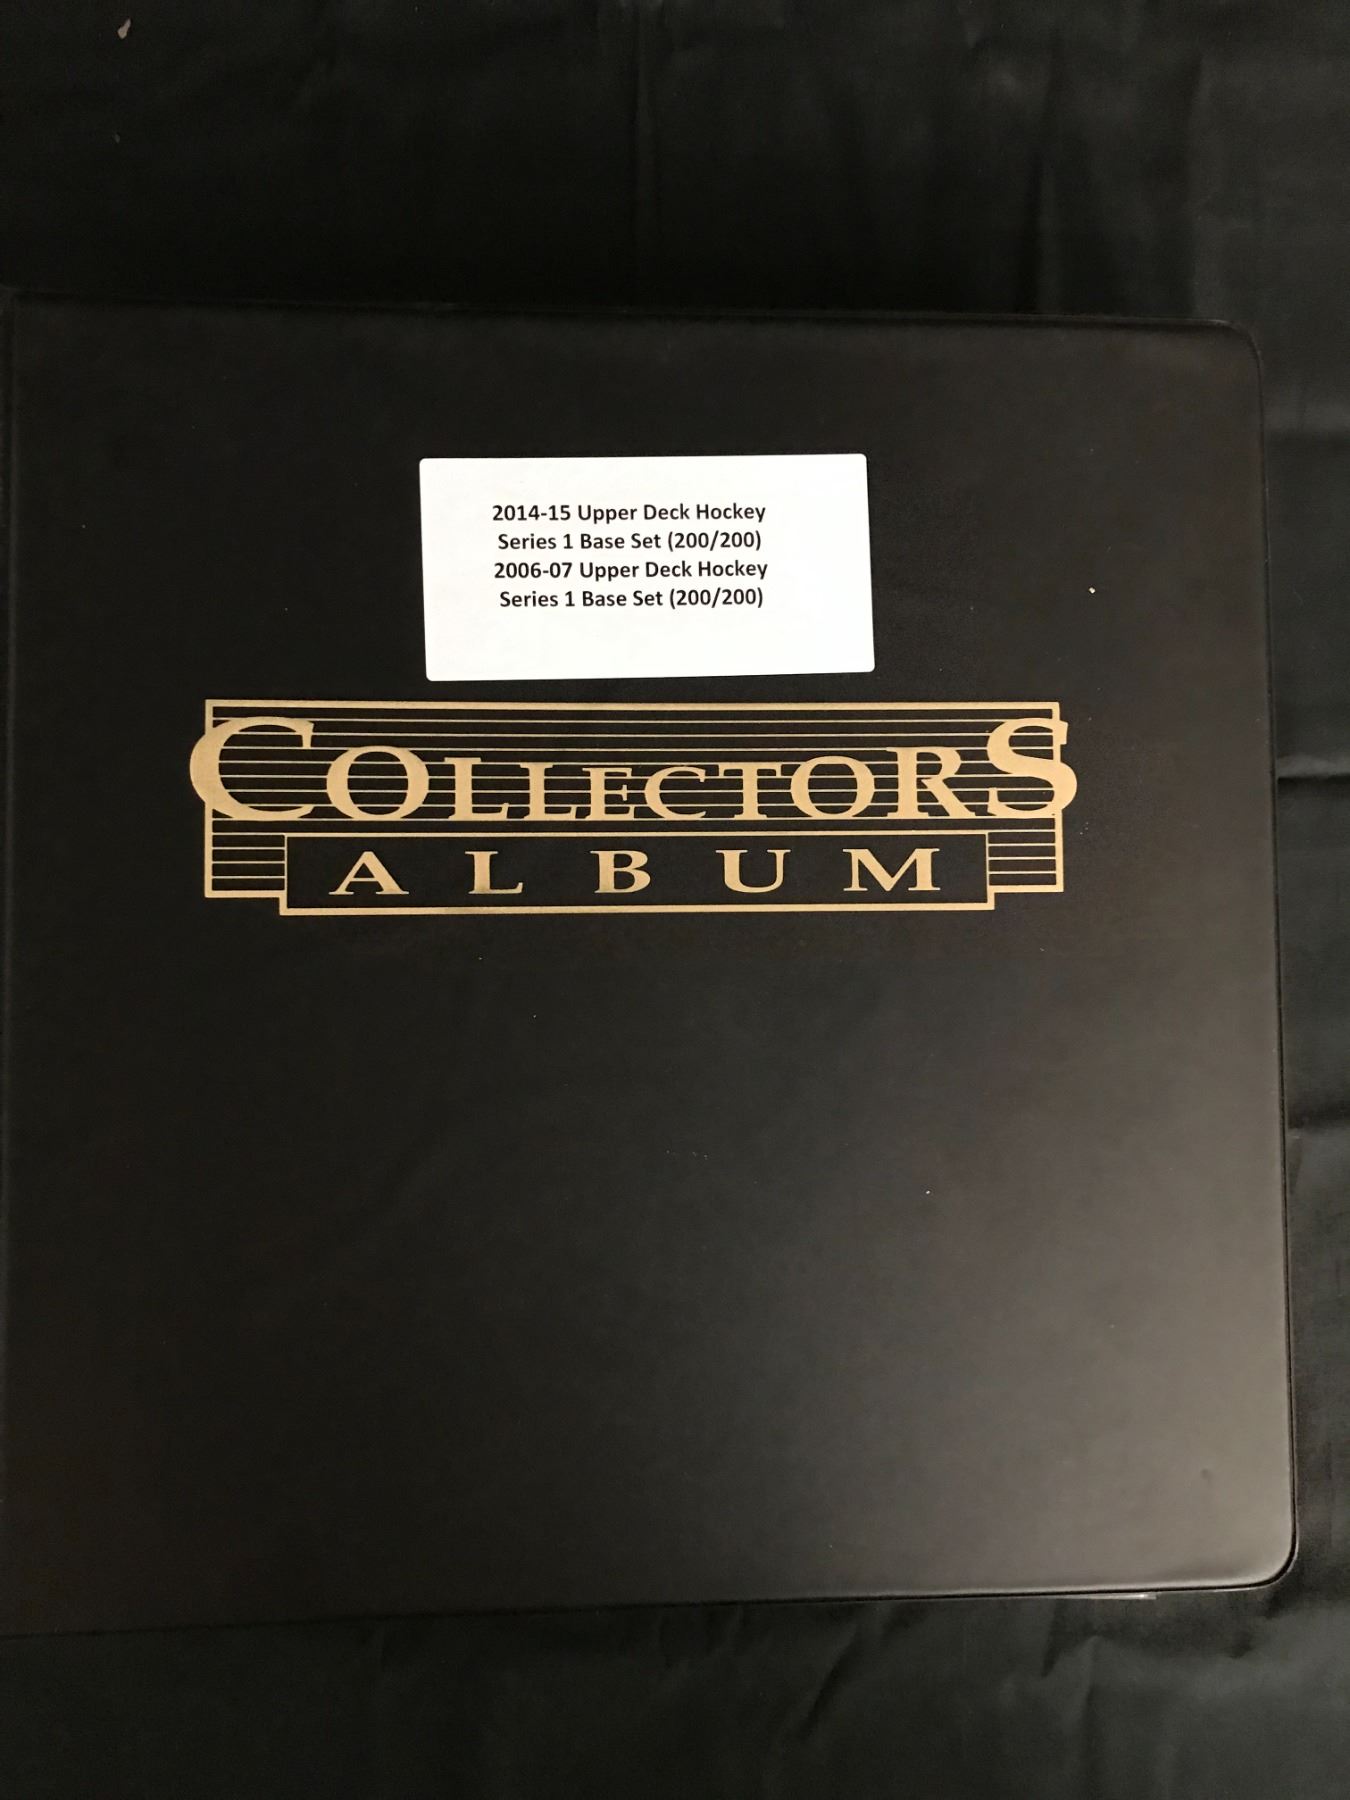 2014-15 Upper Deck Hockey
Series 1 Base Set (200/200)
2006-07 Upper Deck Hockey
Series 1 Base Set (200/200)
COLLECTORS
ALBUM